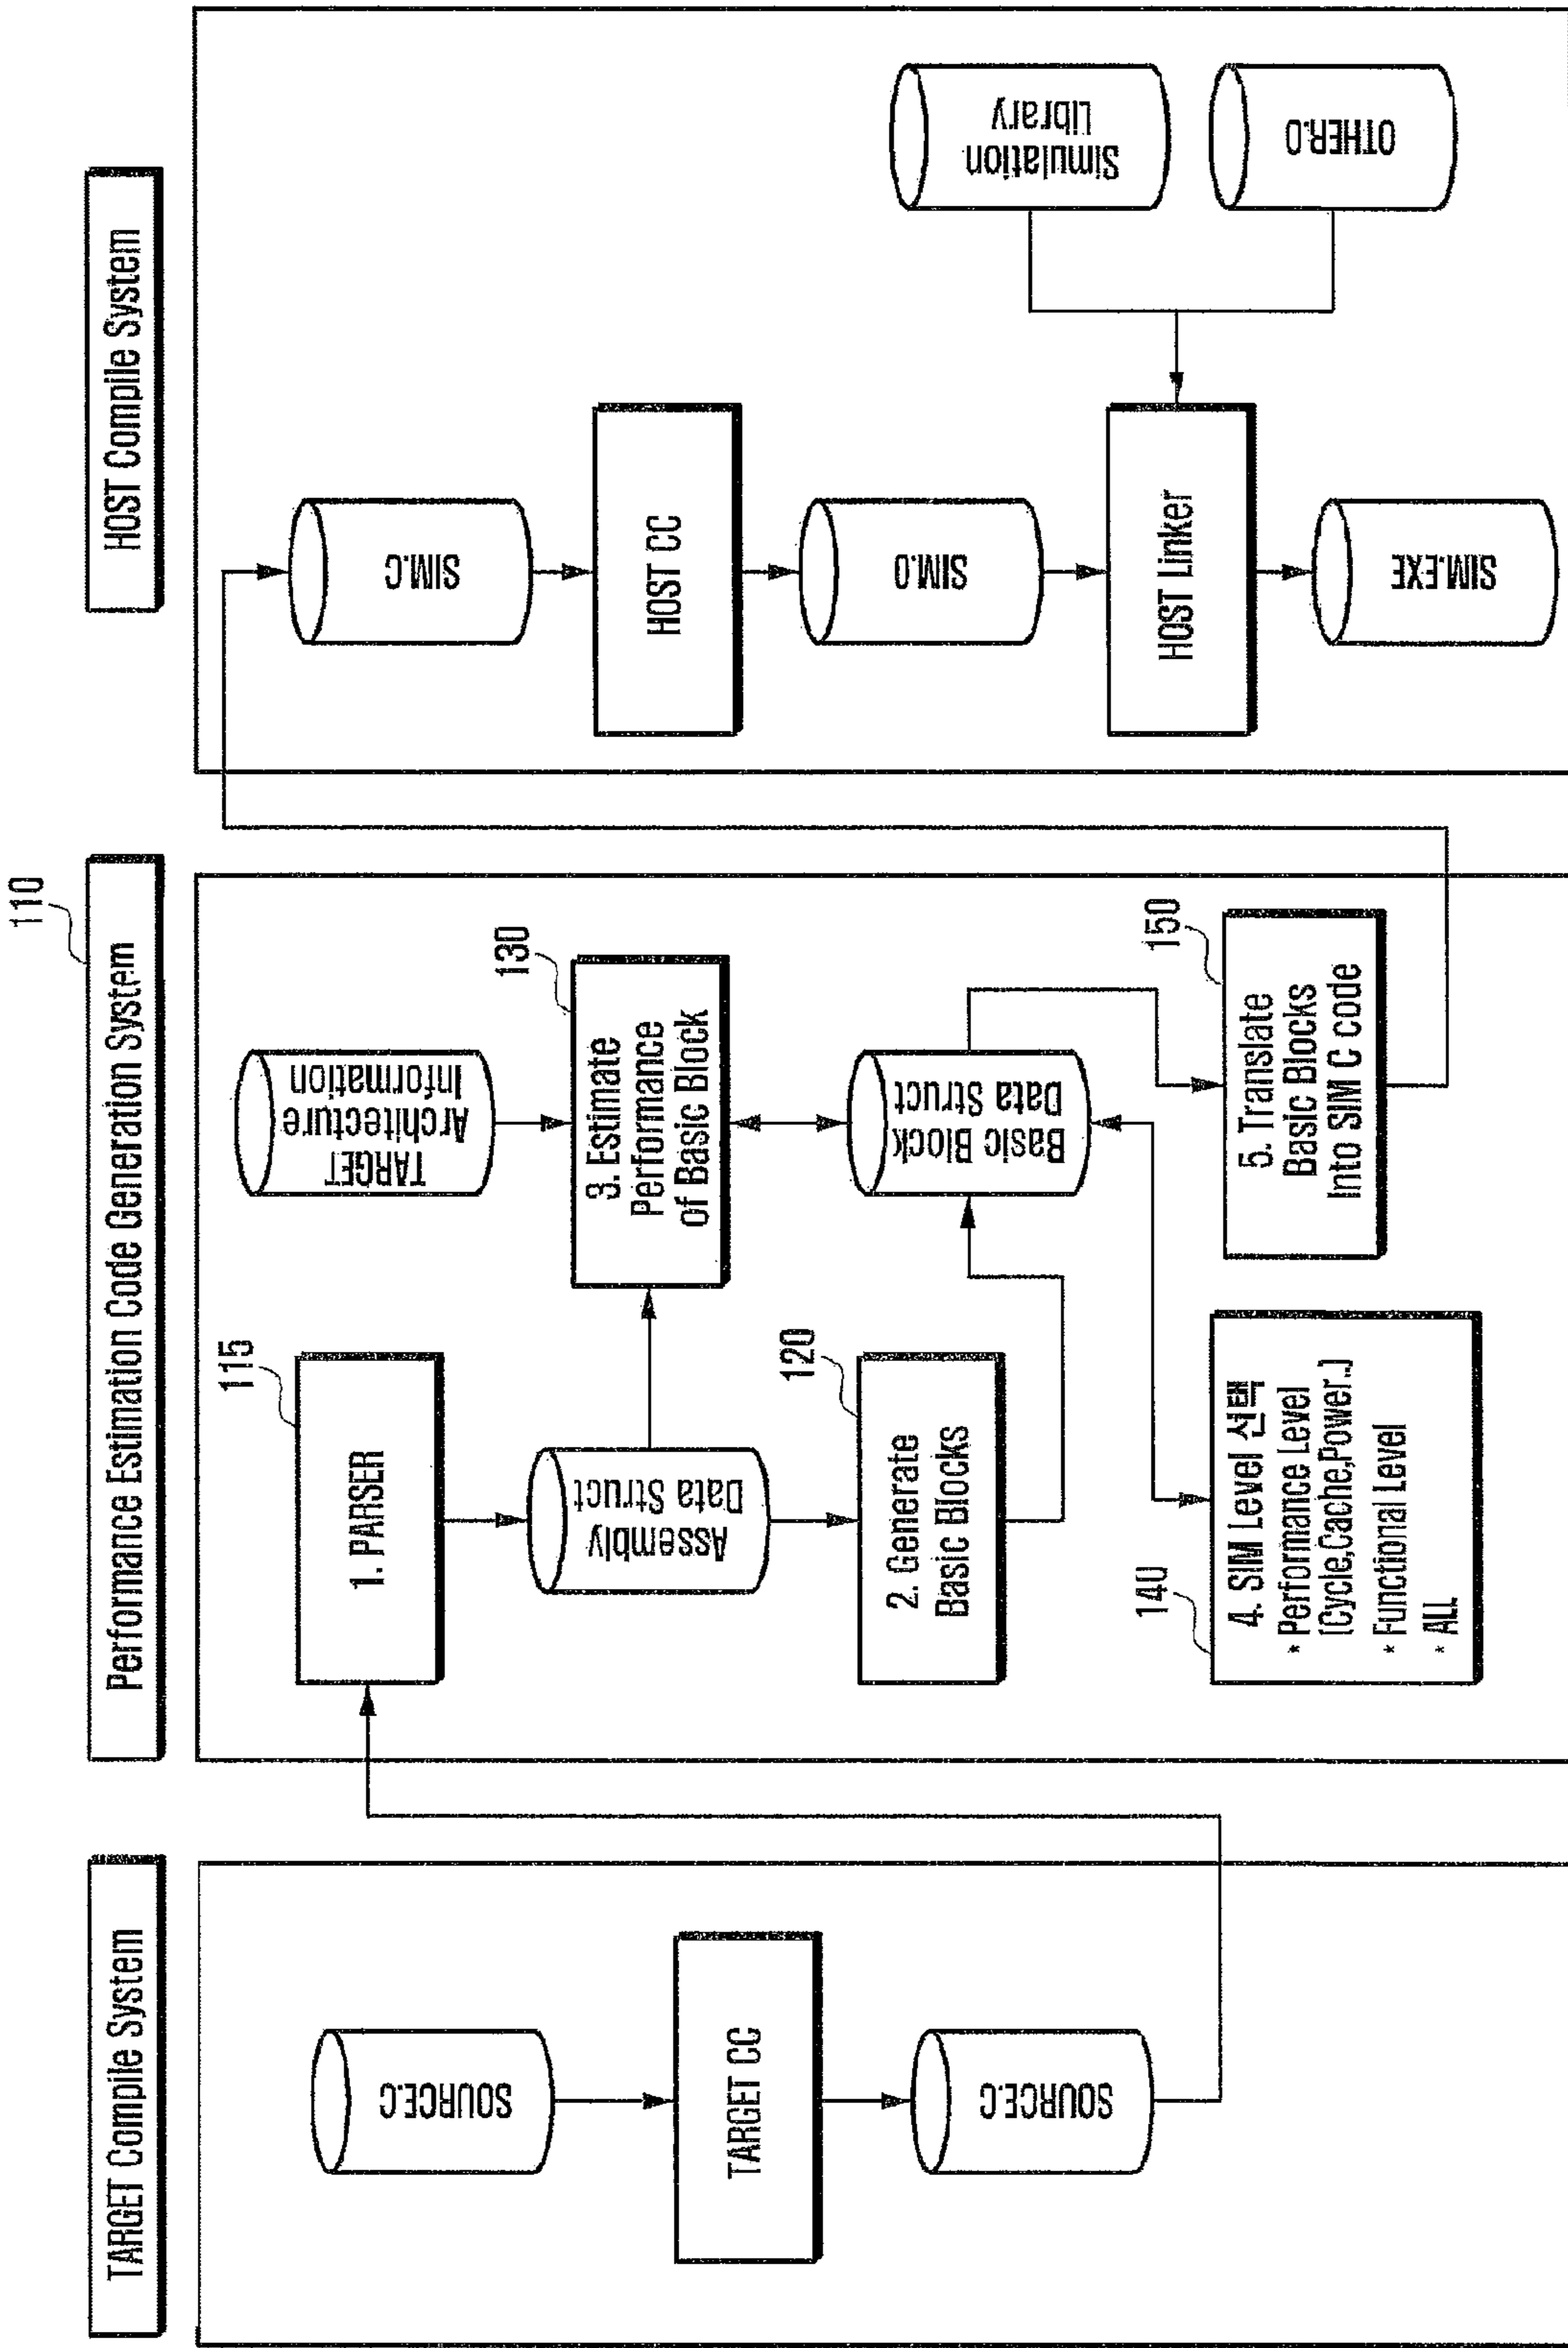 TARGET Compile System
SOURCE.C
TARGET CC
SOURCE.C
110
Performance Estimation Code Generation System
115
1. PARSER
Assembly
Data Struct
120
2. Generate
Basic Blocks
140
4. SIM Level 선택
* Performance Level
(Cycle,Cache,Power..)
* Functional Level
* ALL
TARGET
Architecture
Information
130
3. Estimate
Performance
of Basic Block
Basic Block
Data Struct
150
5. Translate
Basic Blocks
Into SIM C code
HOST Compile System
SIM.C
HOST CC
SIM.O
HOST Linker
SIM.EXE
Simulation
Library
OTHER.O